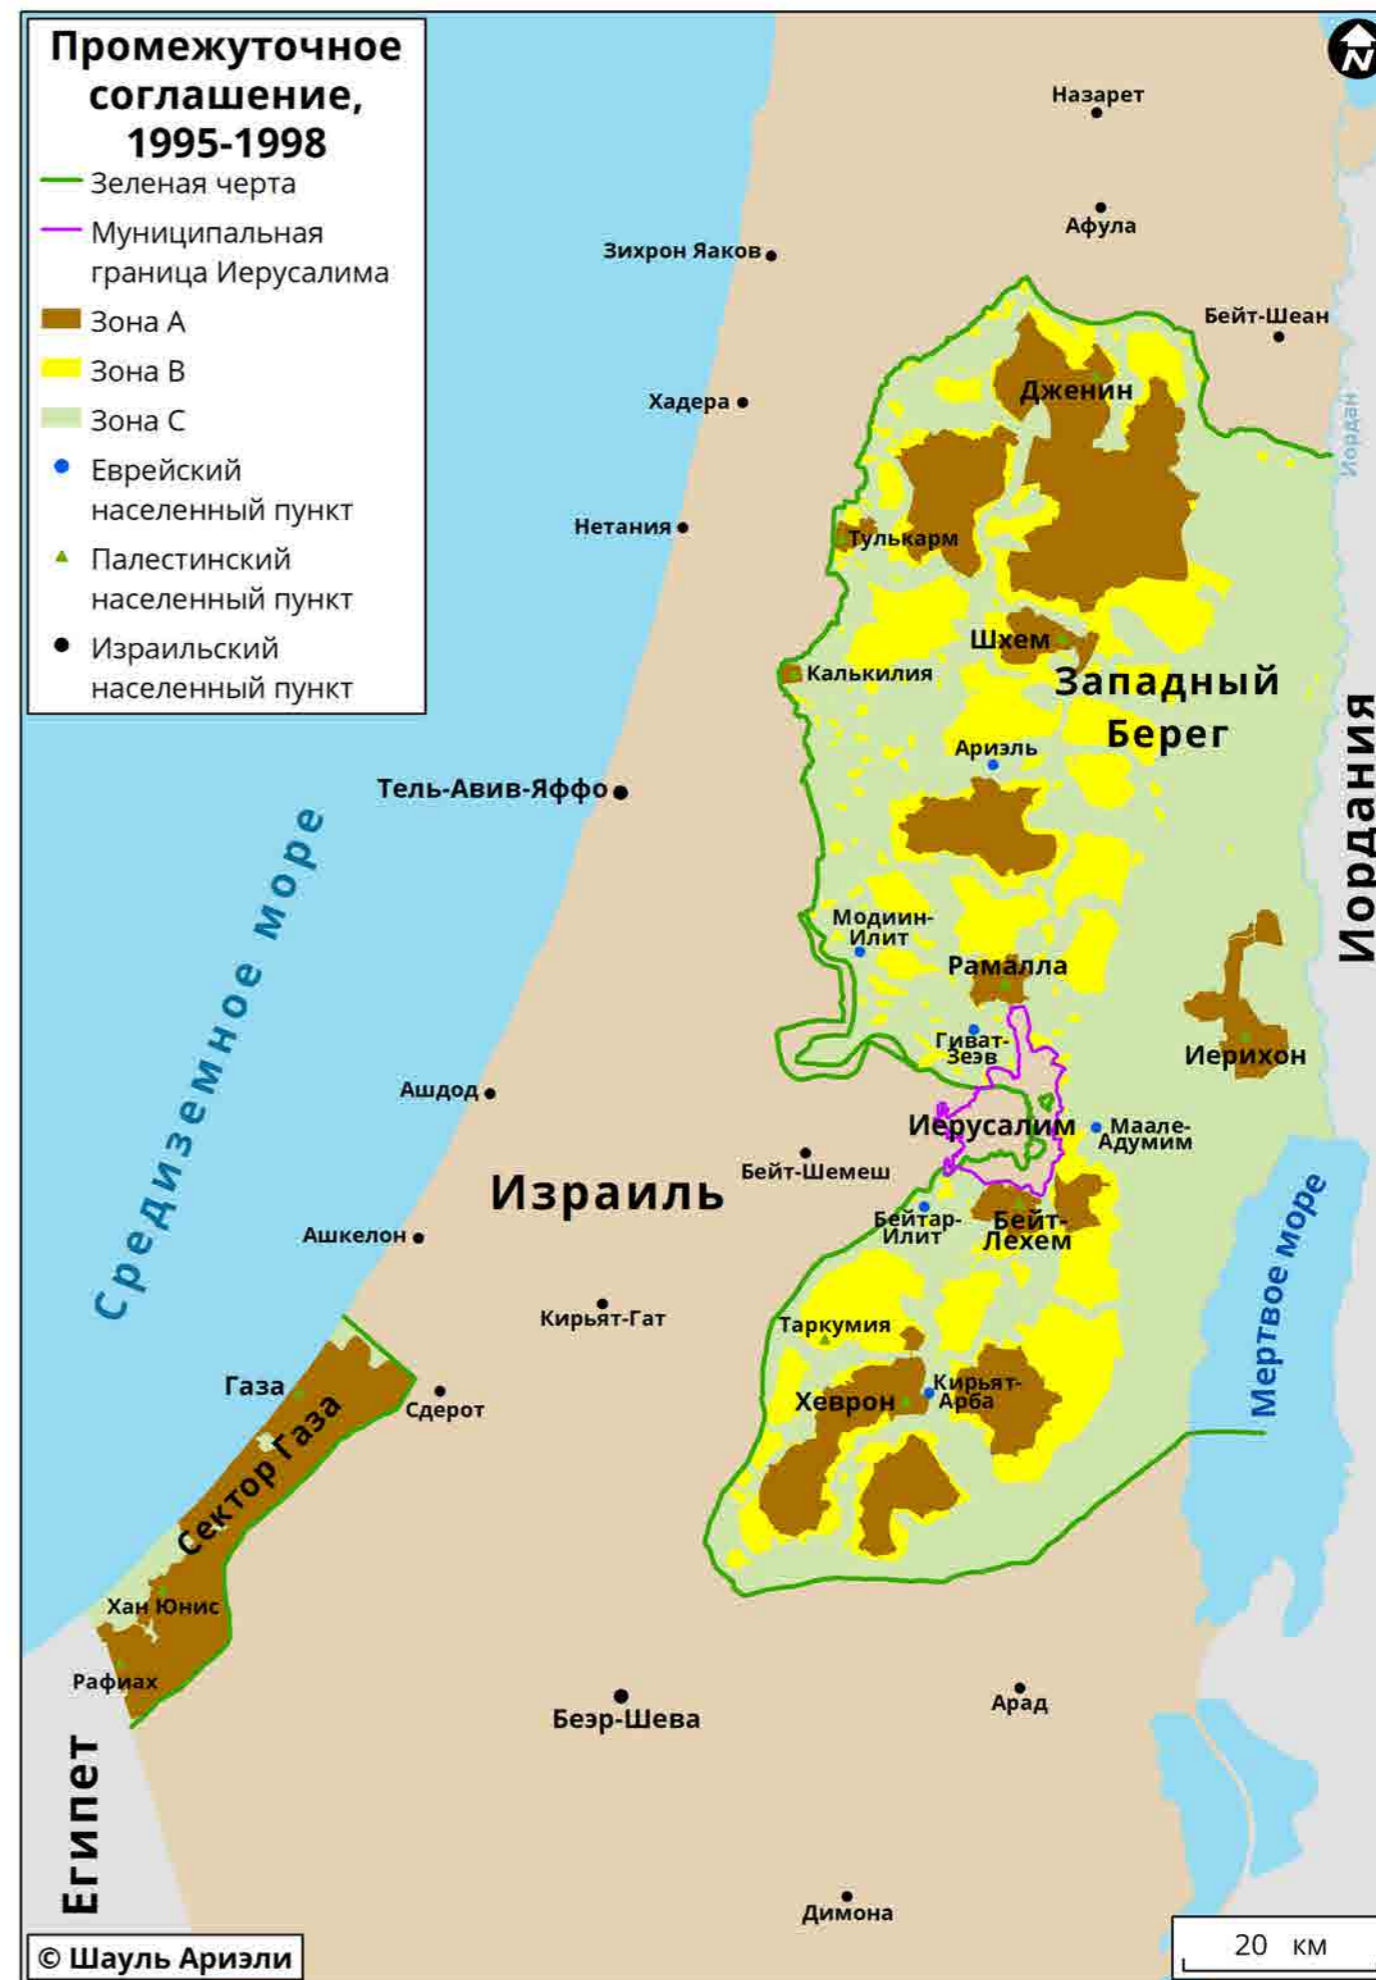 Промежуточное
соглашение,
1995-1998
Зеленая черта
Муниципальная
граница Иерусалима
Зона А
Зона В
Зона С
Еврейский
населенный пункт
Палестинский
населенный пункт
Израильский
населенный пункт
N
Назарет
Афула
Зихрон Яаков
Бейт-Шеан
Дженин
Хадера
Иордан
Нетания
Тулькарм
Шхем
Калькилия
Западный
Берег
Ариэль
Иордания
Тель-Авив-Яффо
Средиземное море
Модиин-
Илит
Рамалла
Гиват-
Зеэв
Иерихон
Ашдод
Иерусалим
Маале-
Адумим
Бейт-Шемеш
Израиль
Бейтар-
Илит
Бейт-
Лехем
Мертвое море
Ашкелон
Кирьят-Гат
Таркумия
Газа
Сдерот
Сектор Газа
Хеврон
Кирьят-
Арба
Хан Юнис
Рафиах
Беэр-Шева
Арад
Египет
Димона
20 км
© Шауль Ариэли